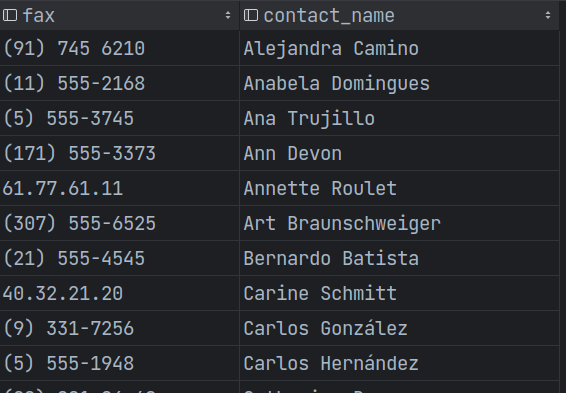 fax contact_name
(91) 745 6210 Alejandra Camino
(11) 555-2168 Anabela Domingues
(5) 555-3745 Ana Trujillo
(171) 555-3373 Ann Devon
61.77.61.11 Annette Roulet
(307) 555-6525 Art Braunschweiger
(21) 555-4545 Bernardo Batista
40.32.21.20 Carine Schmitt
(9) 331-7256 Carlos González
(5) 555-1948 Carlos Hernández